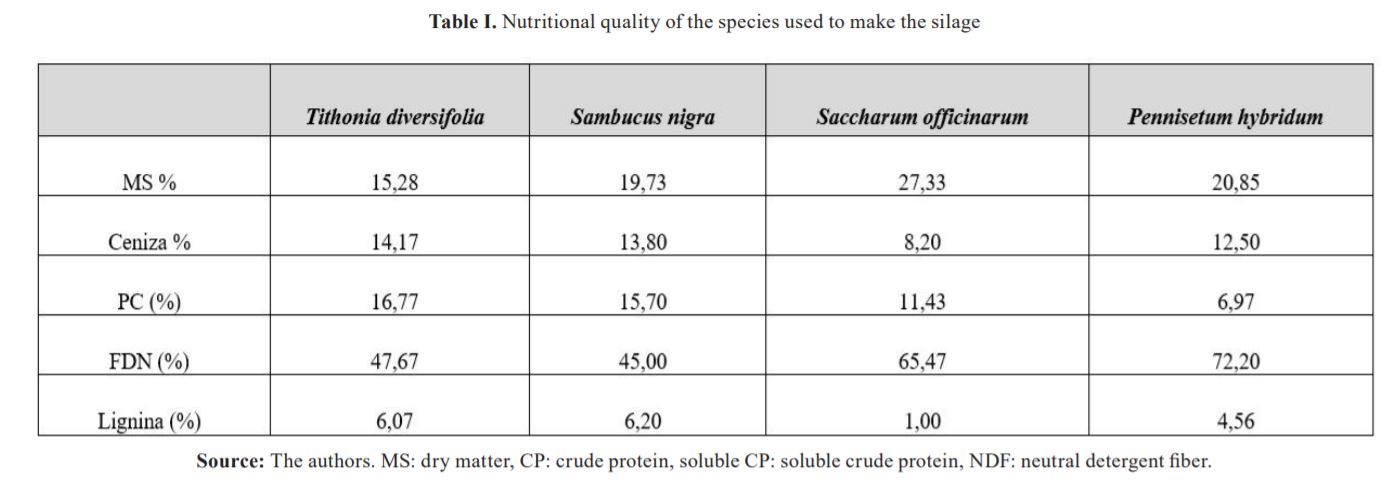 Table I. Nutritional quality of the species used to make the silage
Tithonia diversifolia Sambucus nigra Saccharum officinarum Pennisetum hybridum
MS % 15,28 19,73 27,33 20,85
Ceniza % 14,17 13,80 8,20 12,50
PC (%) 16,77 15,70 11,43 6,97
FDN (%) 47,67 45,00 65,47 72,20
Lignina (%) 6,07 6,20 1,00 4,56
Source: The authors. MS: dry matter, CP: crude protein, soluble CP: soluble crude protein, NDF: neutral detergent fiber.